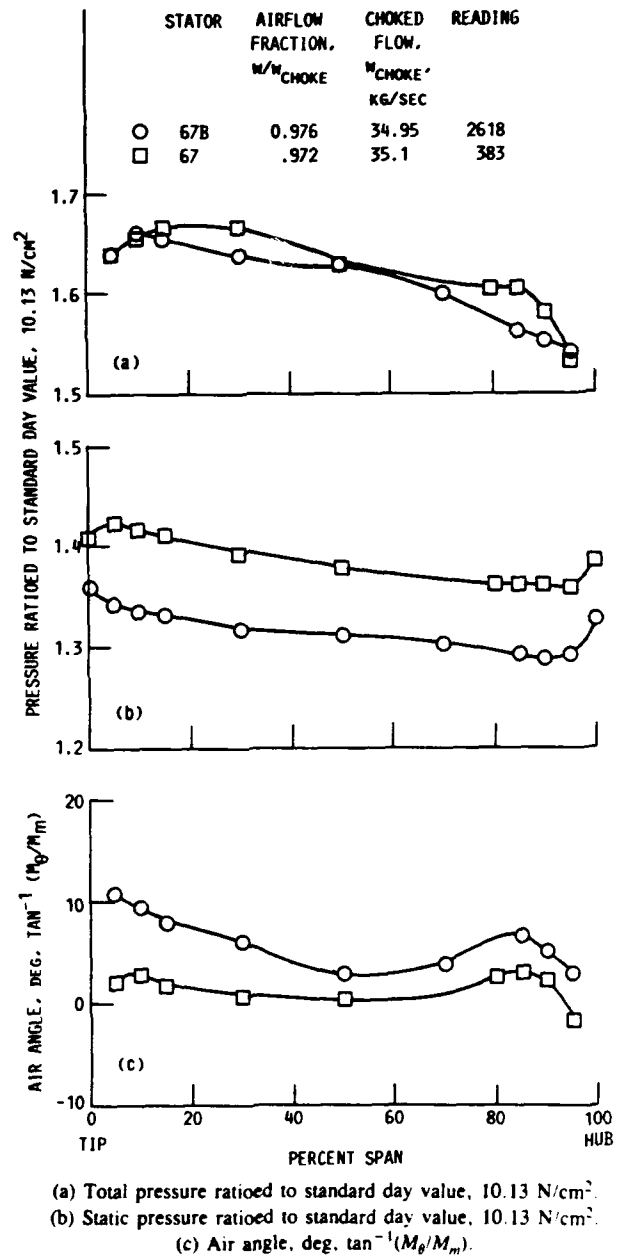 STATOR AIRFLOW FRACTION, W/WCHOKE CHOKED FLOW, WCHOKE, KG/SEC READING
○ 67B 0.976 34.95 2618
□ 67 .972 35.1 383
PRESSURE RATIOED TO STANDARD DAY VALUE, 10.13 N/CM²
1.7
1.6
1.5
(a)
1.5
1.4
1.3
1.2
(b)
AIR ANGLE, DEG, TAN⁻¹ (Mθ/Mm)
20
10
0
-10
(c)
0 20 40 60 80 100
TIP HUB
PERCENT SPAN
(a) Total pressure ratioed to standard day value, 10.13 N/cm².
(b) Static pressure ratioed to standard day value, 10.13 N/cm².
(c) Air angle, deg, tan⁻¹(Mθ/Mm).